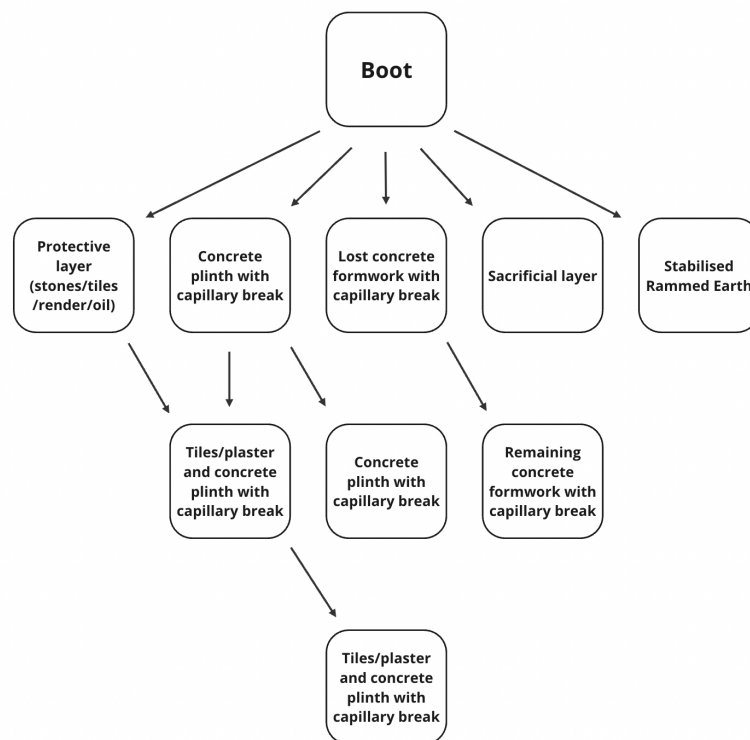 Boot
Protective
layer
(stones/tiles
/render/oil)
Concrete
plinth with
capillary break
Lost concrete
formwork with
capillary break
Sacrificial layer
Stabilised
Rammed Earth
Tiles/plaster
and concrete
plinth with
capillary break
Concrete
plinth with
capillary break
Remaining
concrete
formwork with
capillary break
Tiles/plaster
and concrete
plinth with
capillary break